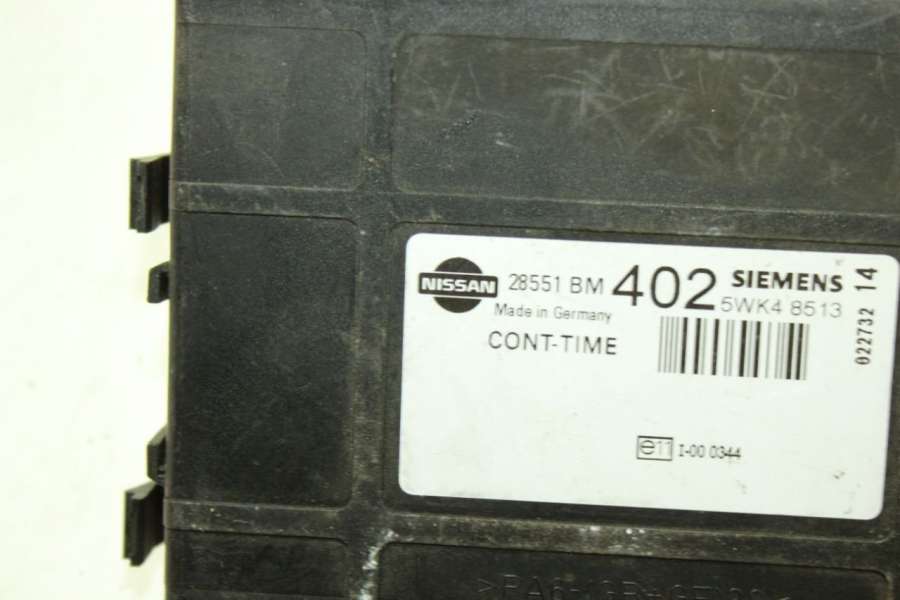 NISSAN 28551 BM 402 SIEMENS 14
Made in Germany 5WK4 8513
CONT-TIME
022732
e11 I-00 0344